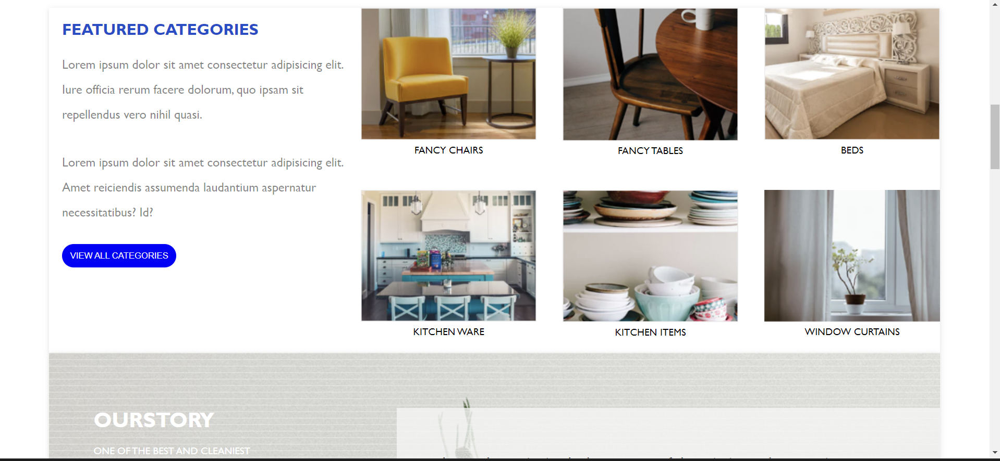 FEATURED CATEGORIES
Lorem ipsum dolor sit amet consectetur adipisicing elit.
Iure officia rerum facere dolorum, quo ipsam sit
repellendus vero nihil quasi.
Lorem ipsum dolor sit amet consectetur adipisicing elit.
Amet reiciendis assumenda laudantium aspernatur
necessitatibus? Id?
VIEW ALL CATEGORIES
FANCY CHAIRS
FANCY TABLES
BEDS
KITCHEN WARE
KITCHEN ITEMS
WINDOW CURTAINS
OURSTORY
ONE OF THE BEST AND CLEANIEST